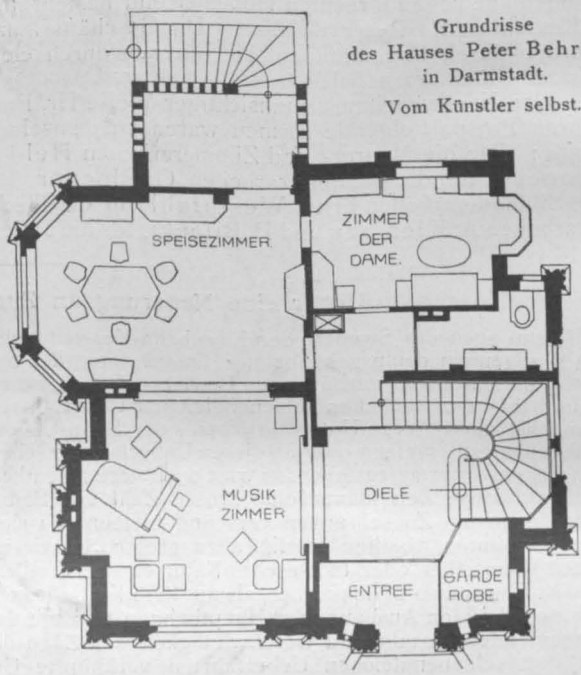 Grundrisse
des Hauses Peter Behr
in Darmstadt.
Vom Künstler selbst.
SPEISEZIMMER.
ZIMMER
DER
DAME.
MUSIK
ZIMMER
DIELE
ENTREE
GARDE
ROBE.